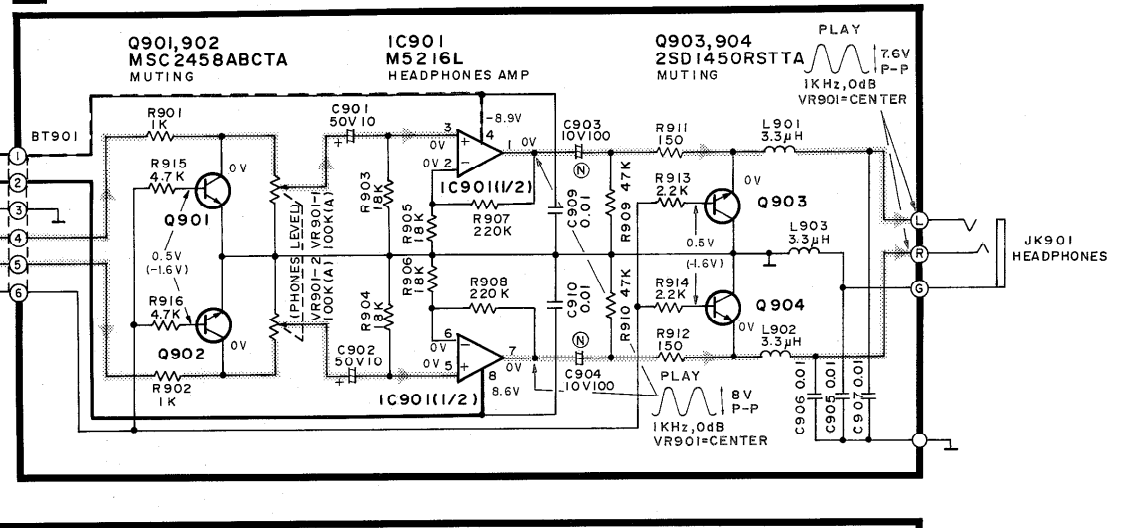 Q901,902
MSC2458ABCTA
MUTING
IC901
M5216L
HEADPHONES AMP
Q903,904
2SD1450RSTTA
MUTING
PLAY
7.6V
P-P
1KHz,0dB
VR901=CENTER
BT901
1
2
3
4
5
6
R901
1K
R915
4.7K
Q901
0V
0.5V
(-1.6V)
R916
4.7K
Q902
0V
R902
1K
(PHONES LEVEL)
VR901-1
100K(A)
VR901-2
100K(A)
C901
50V10
+
R903
18K
R904
18K
C902
50V10
+
R905
18K
R906
18K
3
+
-8.9V
4
0V 2
−
1 0V
IC901(1/2)
R907
220K
R908
220K
6
−
0V
0V 5
+
7
0V
8
8.6V
IC901(1/2)
C903
10V100
N
C909
0.01
C910
0.01
N
C904
10V100
R909 47K
R910 47K
R911
150
R913
2.2K
0.5V
(-1.6V)
R914
2.2K
R912
150
0V
Q903
Q904
0V
L901
3.3µH
L903
3.3µH
L902
3.3µH
PLAY
8V
P-P
1KHz,0dB
VR901=CENTER
C906 0.01
C905 0.01
C907 0.01
L
R
G
JK901
HEADPHONES